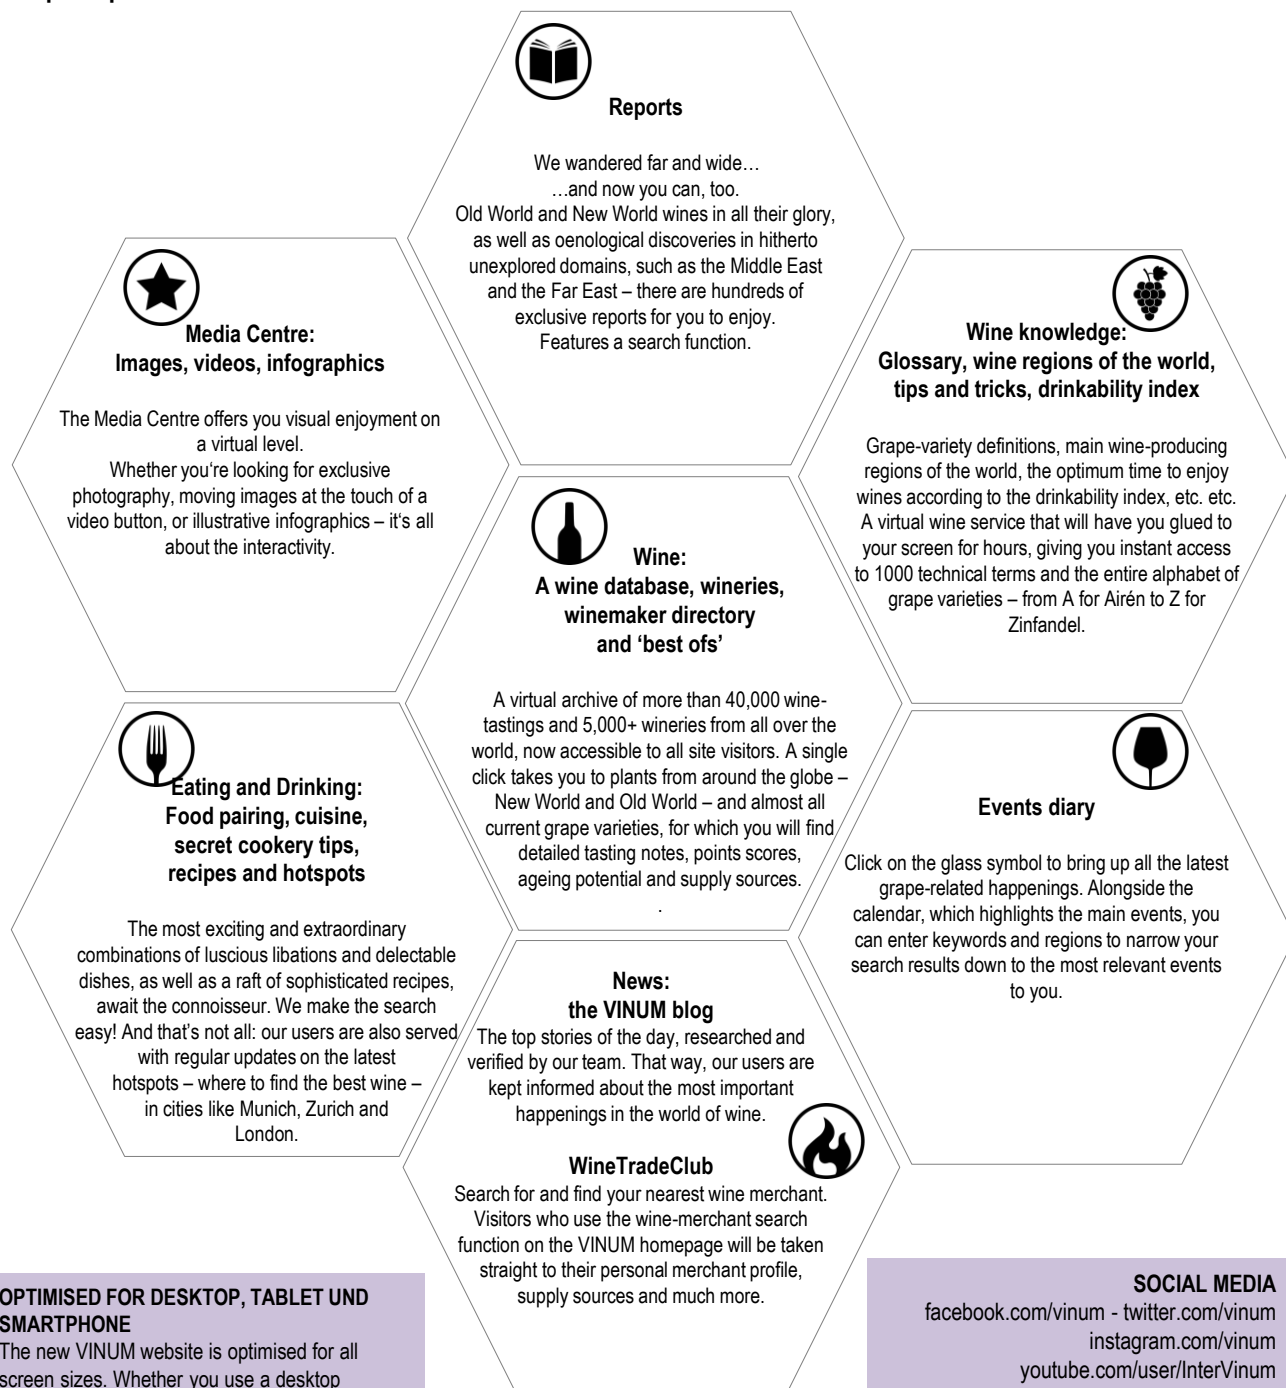 Reports
We wandered far and wide…
…and now you can, too.
Old World and New World wines in all their glory,
as well as oenological discoveries in hitherto
unexplored domains, such as the Middle East
and the Far East – there are hundreds of
exclusive reports for you to enjoy.
Features a search function.
Media Centre:
Images, videos, infographics
The Media Centre offers you visual enjoyment on
a virtual level.
Whether you‘re looking for exclusive
photography, moving images at the touch of a
video button, or illustrative infographics – it‘s all
about the interactivity.
Wine knowledge:
Glossary, wine regions of the world,
tips and tricks, drinkability index
Grape-variety definitions, main wine-producing
regions of the world, the optimum time to enjoy
wines according to the drinkability index, etc. etc.
A virtual wine service that will have you glued to
your screen for hours, giving you instant access
to 1000 technical terms and the entire alphabet of
grape varieties – from A for Airén to Z for
Zinfandel.
Wine:
A wine database, wineries,
winemaker directory
and ‘best ofs’
A virtual archive of more than 40,000 wine-
tastings and 5,000+ wineries from all over the
world, now accessible to all site visitors. A single
click takes you to plants from around the globe –
New World and Old World – and almost all
current grape varieties, for which you will find
detailed tasting notes, points scores,
ageing potential and supply sources.
.
Eating and Drinking:
Food pairing, cuisine,
secret cookery tips,
recipes and hotspots
The most exciting and extraordinary
combinations of luscious libations and delectable
dishes, as well as a raft of sophisticated recipes,
await the connoisseur. We make the search
easy! And that’s not all: our users are also served
with regular updates on the latest
hotspots – where to find the best wine –
in cities like Munich, Zurich and
London.
Events diary
Click on the glass symbol to bring up all the latest
grape-related happenings. Alongside the
calendar, which highlights the main events, you
can enter keywords and regions to narrow your
search results down to the most relevant events
to you.
News:
the VINUM blog
The top stories of the day, researched and
verified by our team. That way, our users are
kept informed about the most important
happenings in the world of wine.
WineTradeClub
Search for and find your nearest wine merchant.
Visitors who use the wine-merchant search
function on the VINUM homepage will be taken
straight to their personal merchant profile,
supply sources and much more.
OPTIMISED FOR DESKTOP, TABLET UND
SMARTPHONE
The new VINUM website is optimised for all
screen sizes. Whether you use a desktop
SOCIAL MEDIA
facebook.com/vinum - twitter.com/vinum
instagram.com/vinum
youtube.com/user/InterVinum